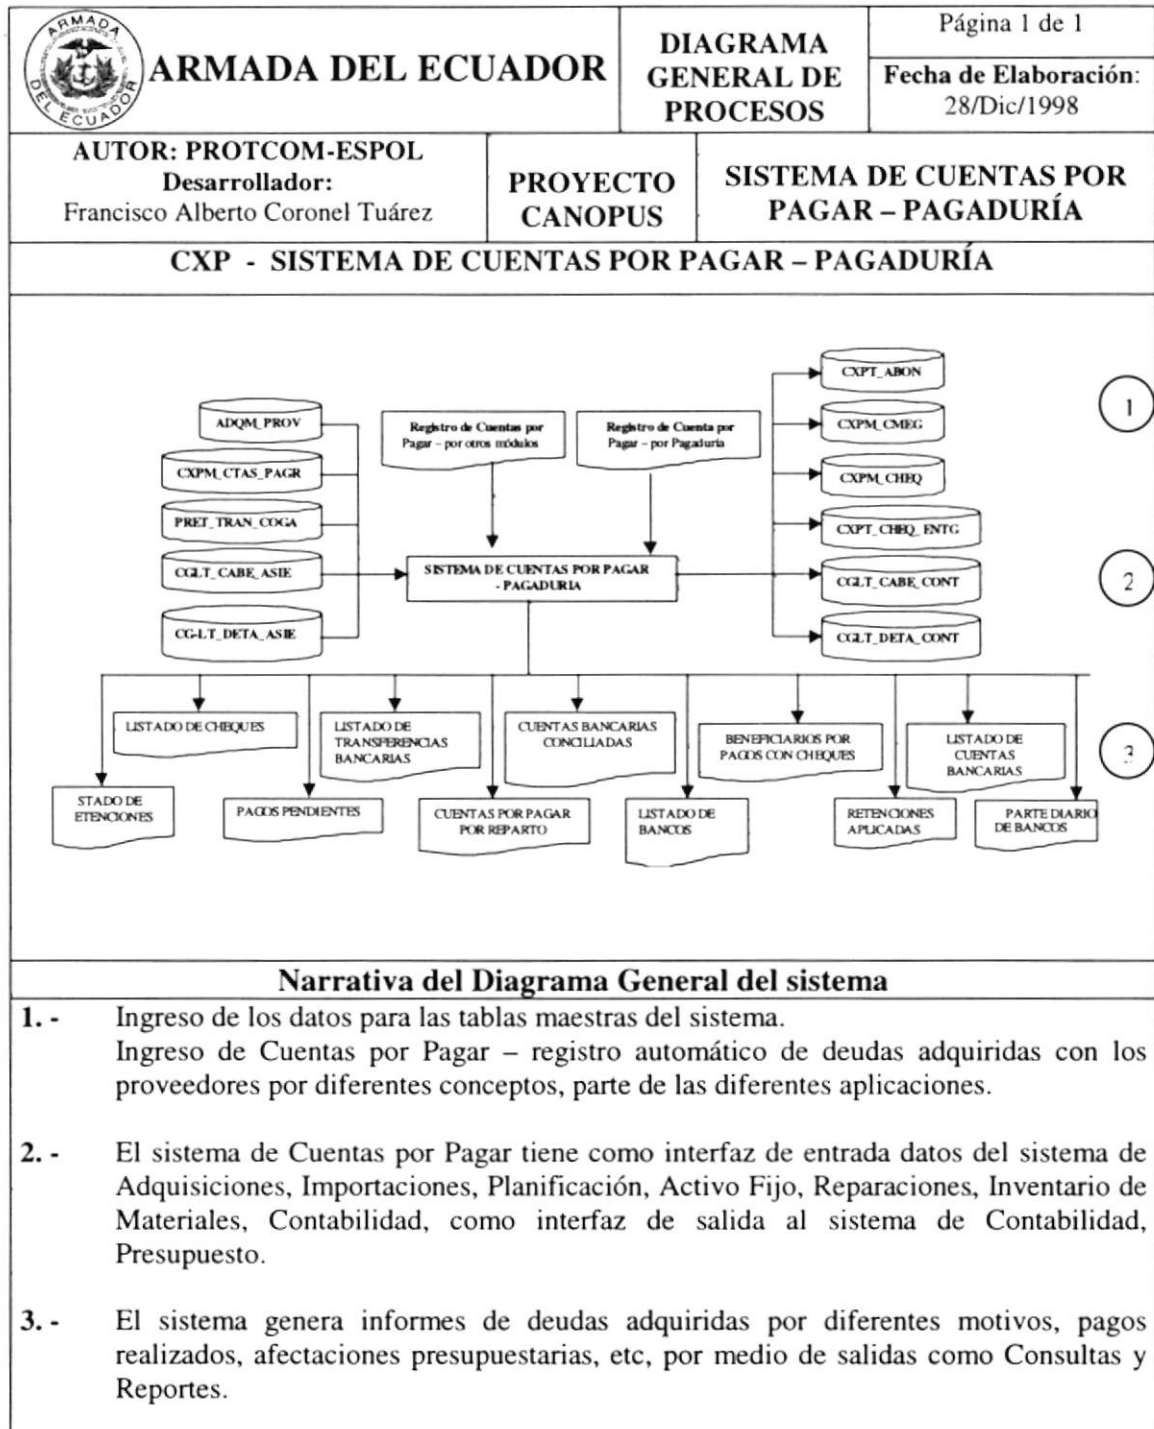 ARMADA
DEL ECUADOR
ARMADA DEL ECUADOR
DIAGRAMA
GENERAL DE
PROCESOS
Página 1 de 1
Fecha de Elaboración:
28/Dic/1998
AUTOR: PROTCOM-ESPOL
Desarrollador:
Francisco Alberto Coronel Tuárez
PROYECTO
CANOPUS
SISTEMA DE CUENTAS POR
PAGAR – PAGADURÍA
CXP - SISTEMA DE CUENTAS POR PAGAR – PAGADURÍA
ADQM_PROV
CXPM_CTAS_PAGR
PRET_TRAN_COGA
CGLT_CABE_ASIE
CG-LT_DETA_ASIE
Registro de Cuentas por
Pagar – por otros módulos
Registro de Cuenta por
Pagar – por Pagaduría
SISTEMA DE CUENTAS POR PAGAR
- PAGADURIA
CXPT_ABON
CXPM_CMEG
CXPM_CHEQ
CXPT_CHEQ_ENTG
CGLT_CABE_CONT
CGLT_DETA_CONT
1
2
3
LISTADO DE CHEQUES
LISTADO DE
TRANSFERENCIAS
BANCARIAS
CUENTAS BANCARIAS
CONCILIADAS
BENEFICIARIOS POR
PAGOS CON CHEQUES
LISTADO DE
CUENTAS
BANCARIAS
STADO DE
ETENCIONES
PAGOS PENDIENTES
CUENTAS POR PAGAR
POR REPARTO
LISTADO DE
BANCOS
RETENCIONES
APLICADAS
PARTE DIARIO
DE BANCOS
Narrativa del Diagrama General del sistema
1. - Ingreso de los datos para las tablas maestras del sistema.
Ingreso de Cuentas por Pagar – registro automático de deudas adquiridas con los
proveedores por diferentes conceptos, parte de las diferentes aplicaciones.
2. - El sistema de Cuentas por Pagar tiene como interfaz de entrada datos del sistema de
Adquisiciones, Importaciones, Planificación, Activo Fijo, Reparaciones, Inventario de
Materiales, Contabilidad, como interfaz de salida al sistema de Contabilidad,
Presupuesto.
3. - El sistema genera informes de deudas adquiridas por diferentes motivos, pagos
realizados, afectaciones presupuestarias, etc, por medio de salidas como Consultas y
Reportes.